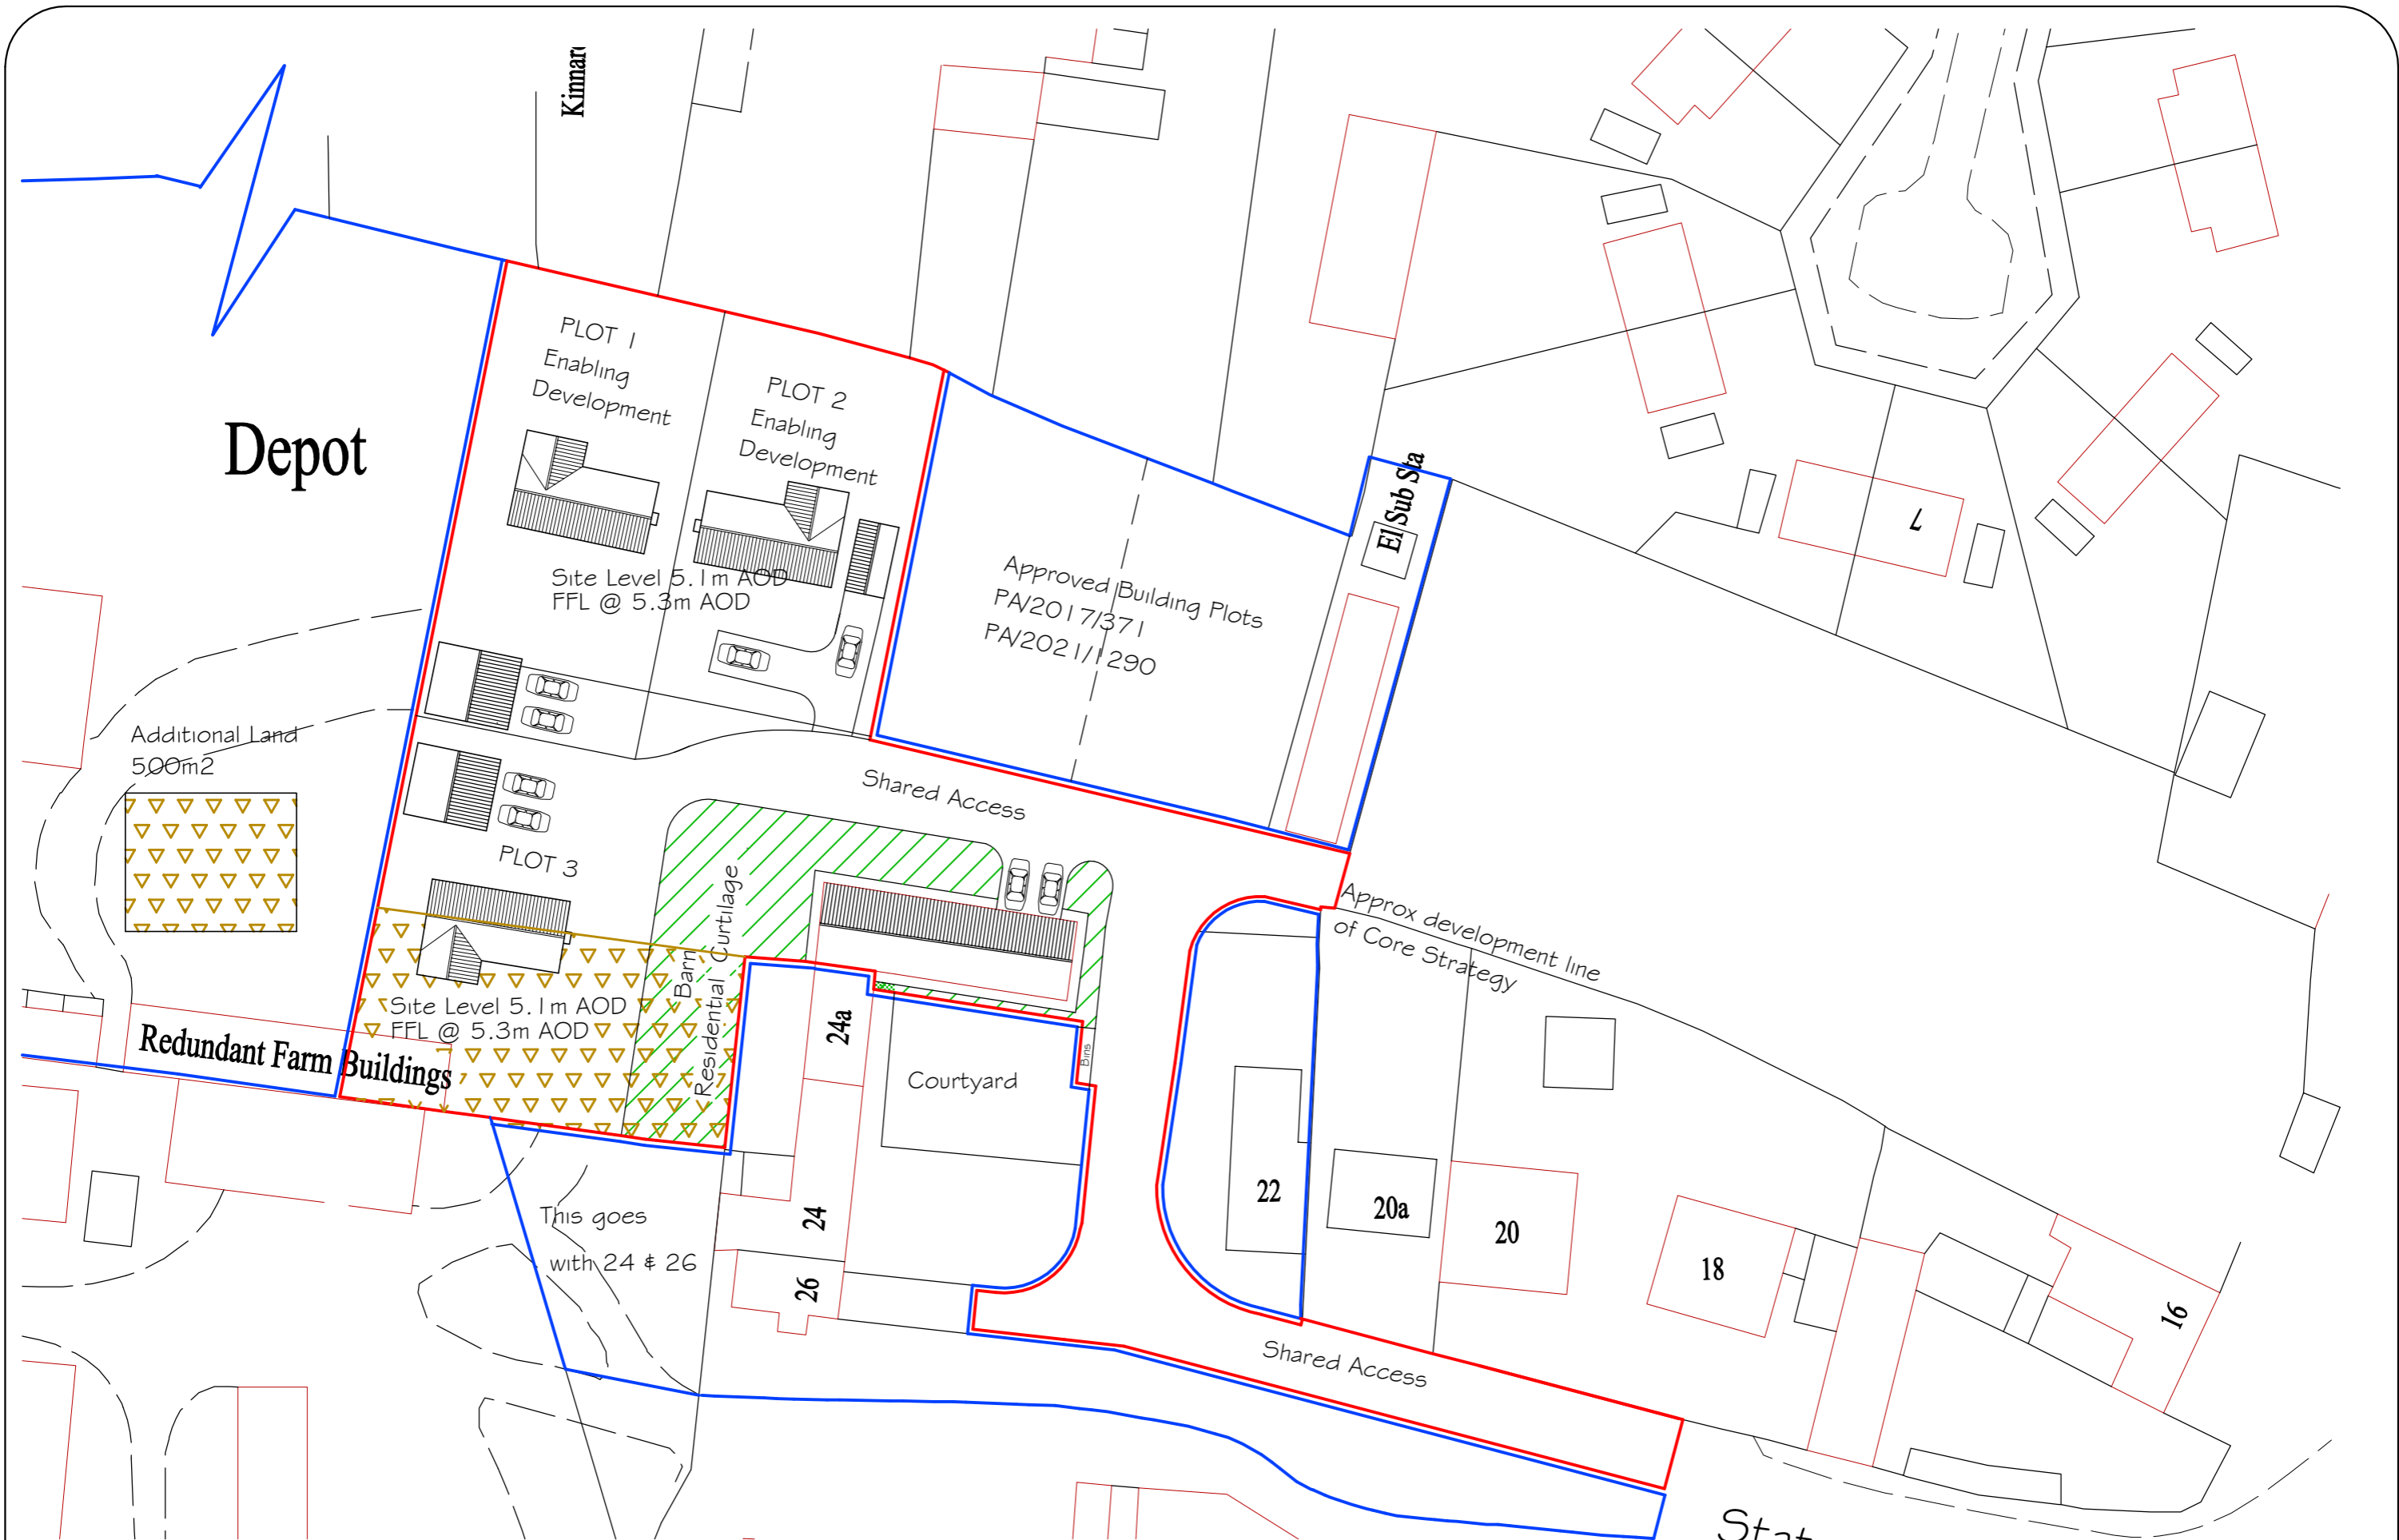 Kinnar
PLOT 1
Enabling
Development
PLOT 2
Enabling
Development
Depot
El Sub Sta
7
Site Level 5.1m AOD
FFL @ 5.3m AOD
Approved Building Plots
PA/2017/371
PA/2021/1290
Additional Land
500m2
Shared Access
PLOT 3
Approx development line
of Core Strategy
Barn
Residential Curtilage
Site Level 5.1m AOD
FFL @ 5.3m AOD
Redundant Farm Buildings
24a
Courtyard
Bins
22
20a
20
18
16
This goes
with 24 & 26
24
26
Shared Access
Stat